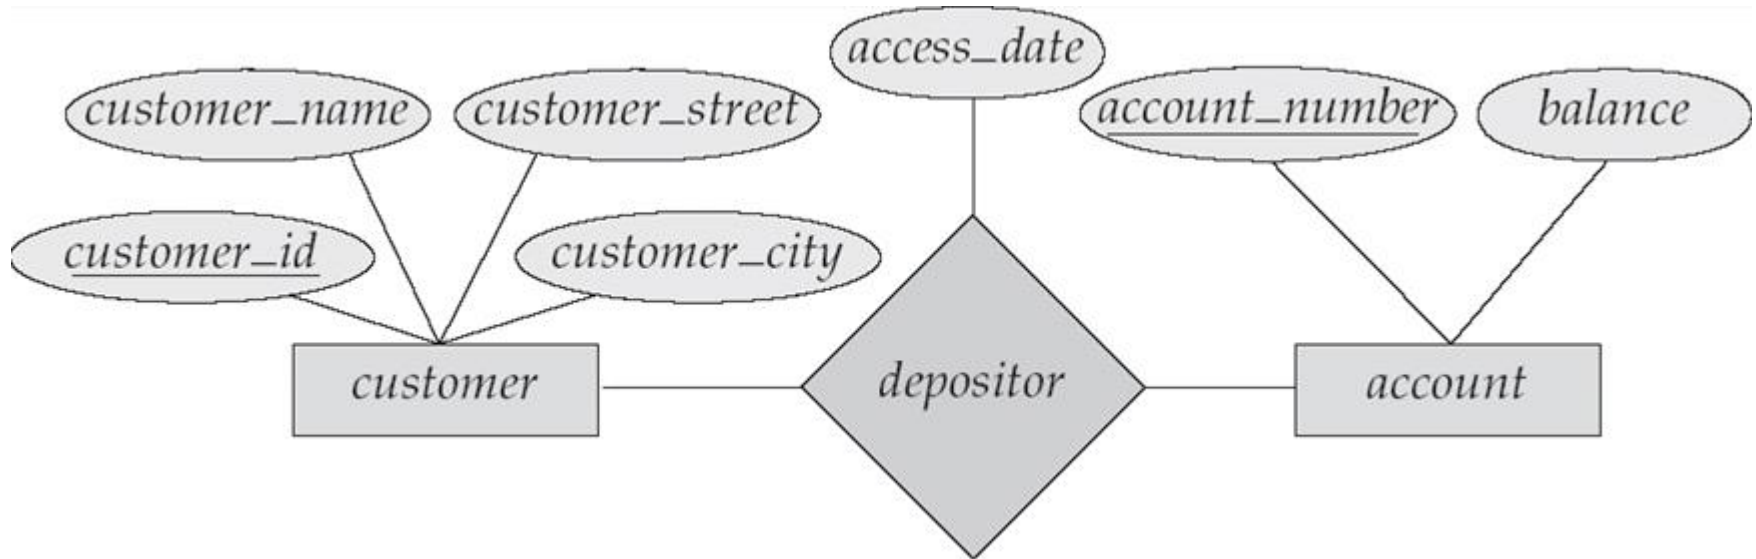 access_date
customer_name
customer_street
account_number
balance
customer_id
customer_city
customer
depositor
account